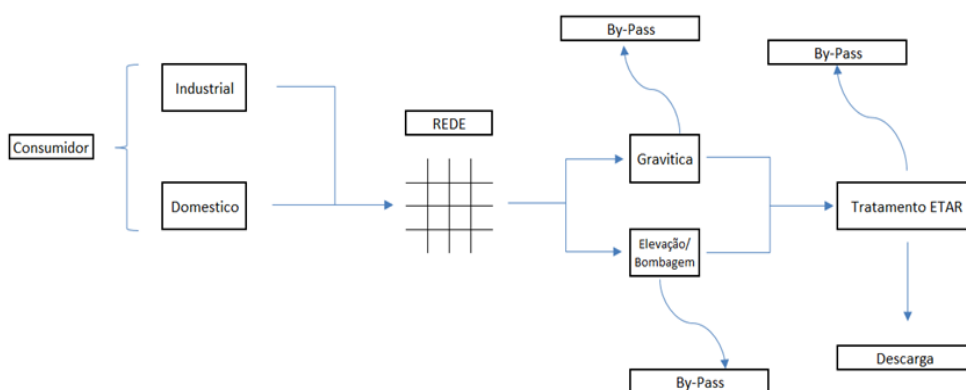 By-Pass
By-Pass
Industrial
REDE
Consumidor
Gravitica
Domestico
Tratamento ETAR
Elevação/
Bombagem
Descarga
By-Pass